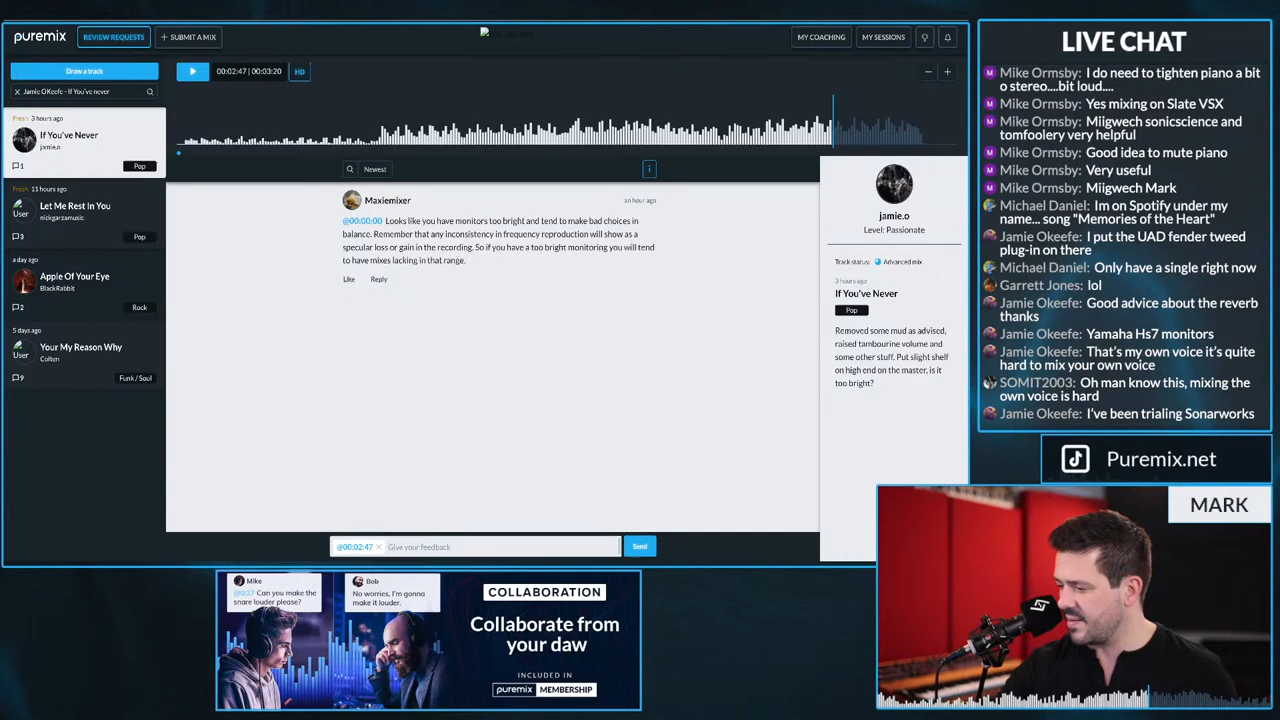 puremix
REVIEW REQUESTS
+ SUBMIT A MIX
MY COACHING
MY SESSIONS
Draw a track
Jamie OKeefe - If You've never
00:02:47 | 00:03:20
HD
Fresh 3 hours ago
If You've Never
jamie.o
1
Pop
Fresh 11 hours ago
User
Let Me Rest In You
nickgarzamusic
3
Pop
a day ago
Apple Of Your Eye
BlackRabbit
2
Rock
5 days ago
User
Your My Reason Why
Colten
9
Funk / Soul
Newest
Maxiemixer
an hour ago
@00:00:00 Looks like you have monitors too bright and tend to make bad choices in
balance. Remember that any inconsistency in frequency reproduction will show as a
specular loss or gain in the recording. So if you have a too bright monitoring you will tend
to have mixes lacking in that range.
Like Reply
@00:02:47 × Give your feedback
Send
jamie.o
Level: Passionate
Track status: Advanced mix
3 hours ago
If You've Never
Pop
Removed some mud as advised,
raised tambourine volume and
some other stuff. Put slight shelf
on high end on the master, is it
too bright?
LIVE CHAT
Mike Ormsby: I do need to tighten piano a bit
o stereo....bit loud....
Mike Ormsby: Yes mixing on Slate VSX
Mike Ormsby: Miigwech sonicscience and
tomfoolery very helpful
Mike Ormsby: Good idea to mute piano
Mike Ormsby: Very useful
Mike Ormsby: Miigwech Mark
Michael Daniel: Im on Spotify under my
name... song "Memories of the Heart"
Jamie Okeefe: I put the UAD fender tweed
plug-in on there
Michael Daniel: Only have a single right now
Garrett Jones: lol
Jamie Okeefe: Good advice about the reverb
thanks
Jamie Okeefe: Yamaha Hs7 monitors
Jamie Okeefe: That's my own voice it's quite
hard to mix your own voice
SOMIT2003: Oh man know this, mixing the
own voice is hard
Jamie Okeefe: I've been trialing Sonarworks
Puremix.net
MARK
Mike
@0:27 Can you make the
snare louder please?
Bob
No worries, I'm gonna
make it louder.
COLLABORATION
Collaborate from
your daw
INCLUDED IN
puremix MEMBERSHIP